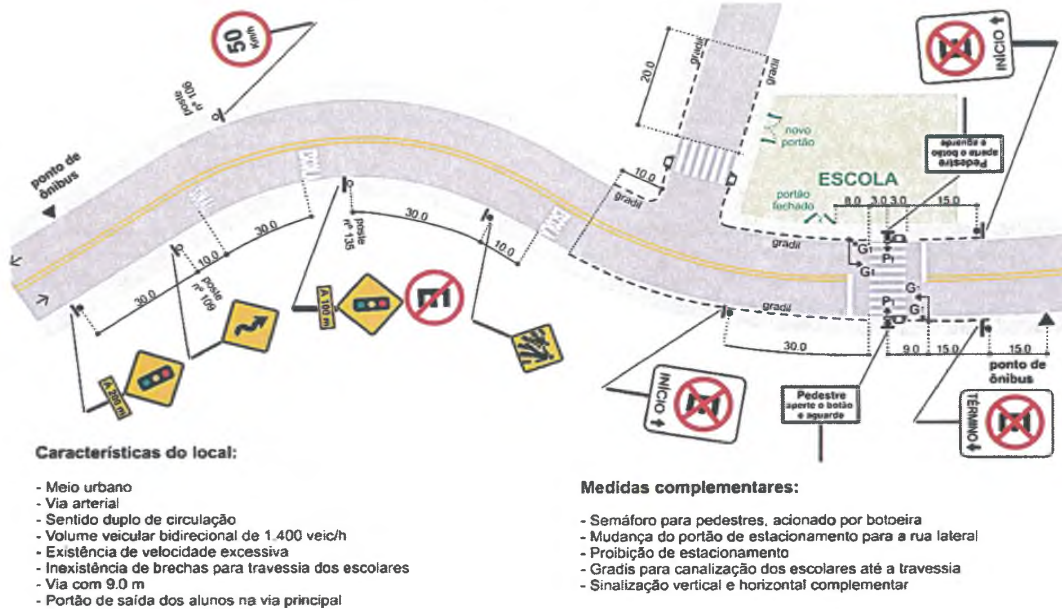 50
Km/h
poste
nº 106
ponto de
ônibus
30.0
10.0
30.0
poste
nº 109
A 200 m
poste
nº 135
30.0
10.0
A 100 m
E
gradil
10.0
20.0
gradil
gradil
novo
portão
ESCOLA
portão
fechado
Pedestre
aperte o botão
e aguarde
INÍCIO
8.0
3.0
3.0
15.0
gradil
G1
G1
P1
P1
G1
G1
gradil
30.0
9.0
15.0
15.0
ponto de
ônibus
INÍCIO
Pedestre
aperte o botão
e aguarde
TÉRMINO
Características do local:
- Meio urbano
- Via arterial
- Sentido duplo de circulação
- Volume veicular bidirecional de 1.400 veic/h
- Existência de velocidade excessiva
- Inexistência de brechas para travessia dos escolares
- Via com 9.0 m
- Portão de saída dos alunos na via principal
Medidas complementares:
- Semáforo para pedestres, acionado por botoeira
- Mudança do portão de estacionamento para a rua lateral
- Proibição de estacionamento
- Gradis para canalização dos escolares até a travessia
- Sinalização vertical e horizontal complementar